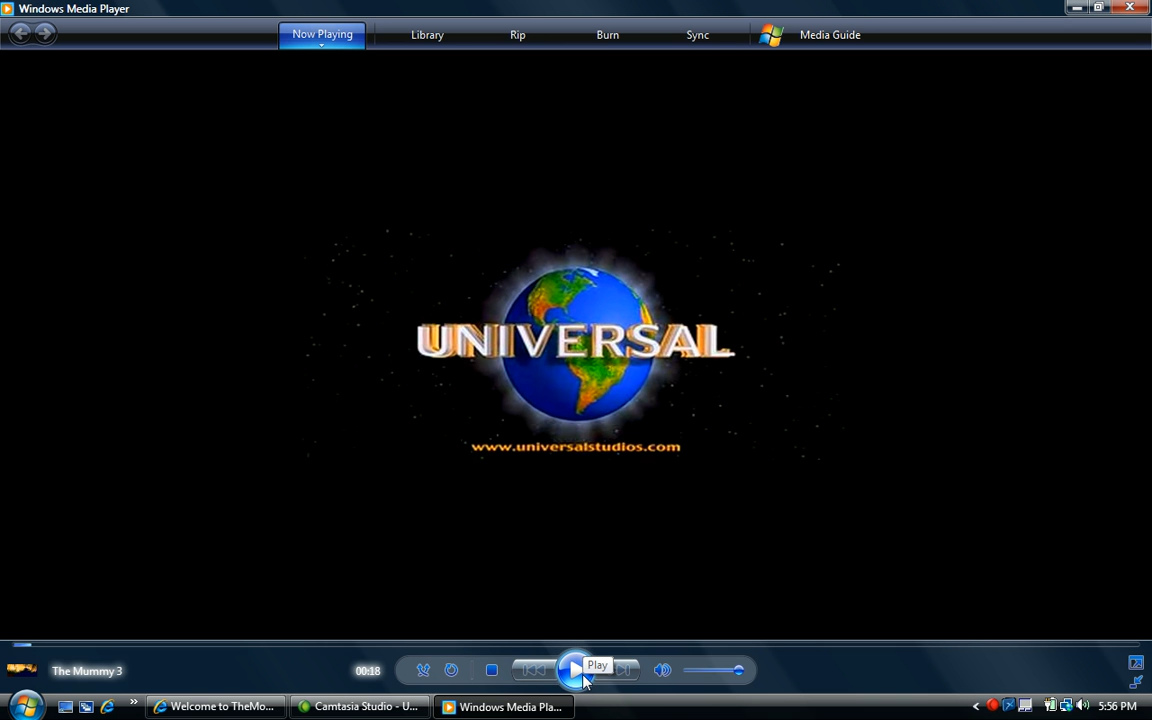 Windows Media Player
Now Playing
Library
Rip
Burn
Sync
Media Guide
UNIVERSAL
www.universalstudios.com
The Mummy 3
00:18
Play
Welcome to TheMo...
Camtasia Studio - U...
Windows Media Pla...
5:56 PM